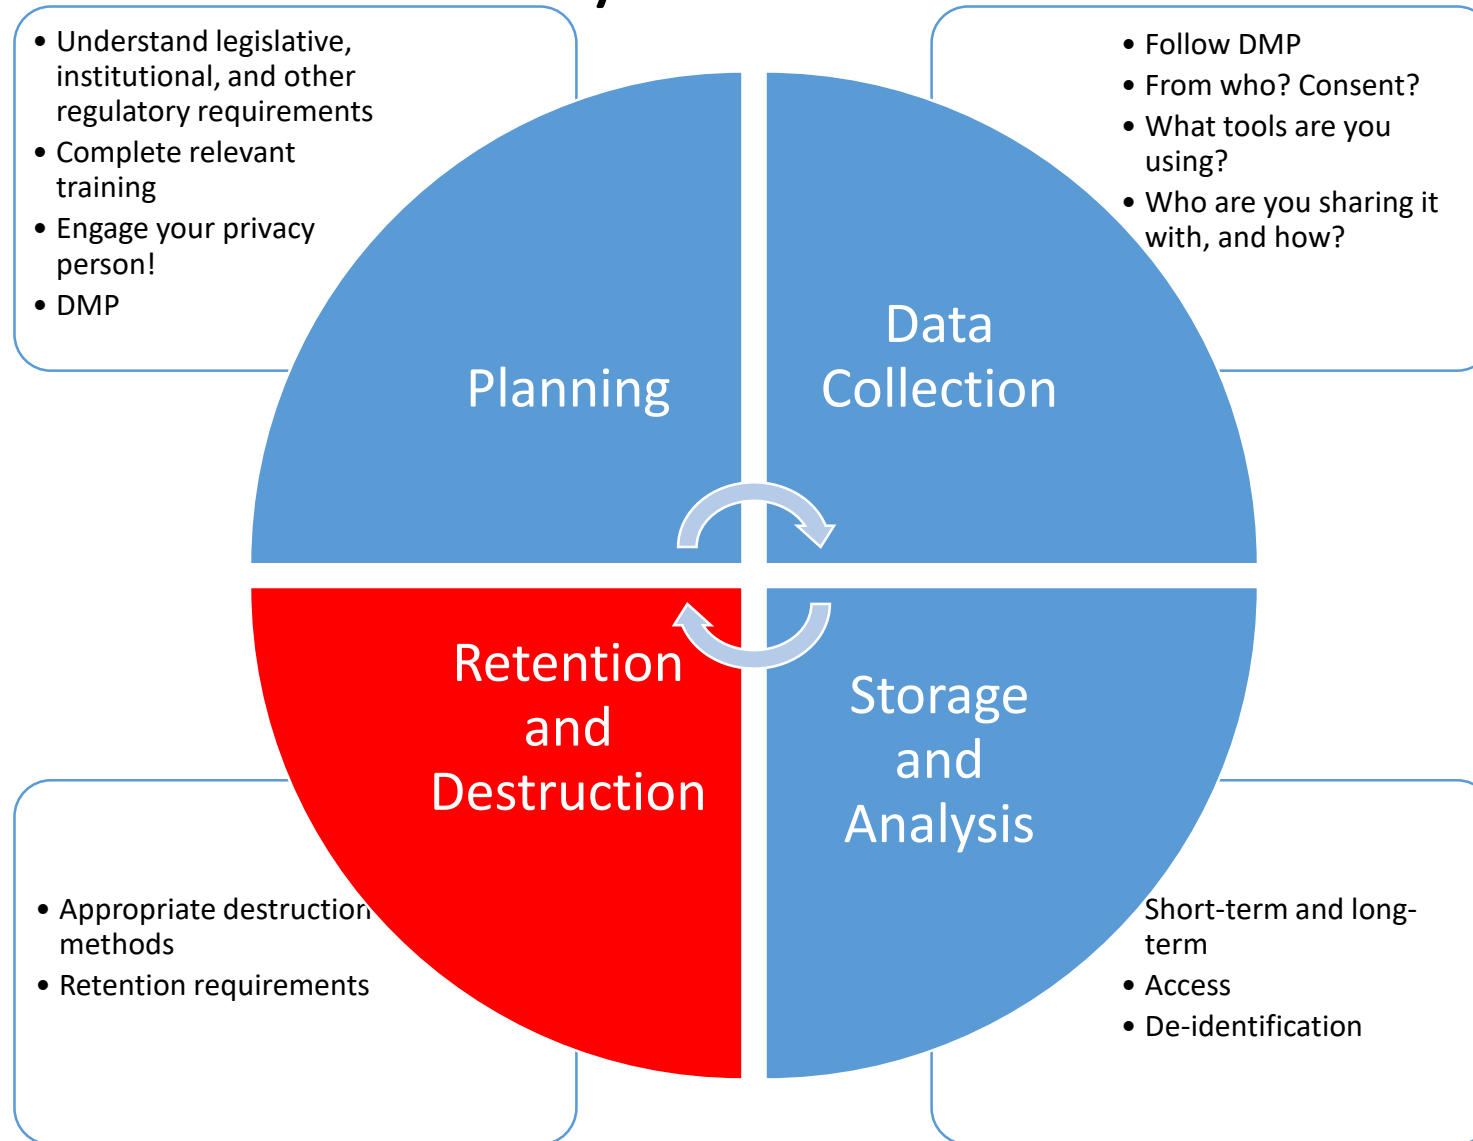 • Understand legislative,
institutional, and other
regulatory requirements
• Complete relevant
training
• Engage your privacy
person!
• DMP
• Follow DMP
• From who? Consent?
• What tools are you
using?
• Who are you sharing it
with, and how?
Planning
Data
Collection
Retention
and
Destruction
Storage
and
Analysis
• Appropriate destruction
methods
• Retention requirements
Short-term and long-
term
• Access
• De-identification